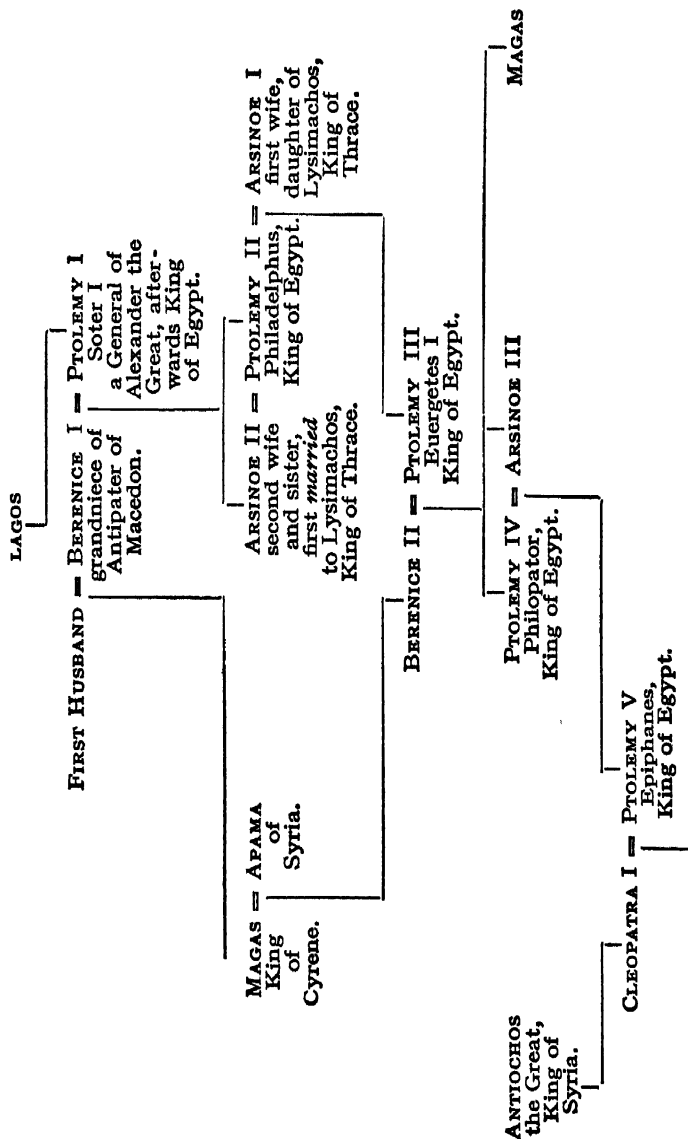 LAGOS
FIRST HUSBAND = BERENICE I = PTOLEMY I
grandniece of
Antipater of
Macedon.
Soter I
a General of
Alexander the
Great, after-
wards King
of Egypt.
MAGAS = APAMA
King
of
Cyrene.
of
Syria.
ARSINOE II = PTOLEMY II = ARSINOE I
second wife
and sister,
first married
to Lysimachos,
King of Thrace.
Philadelphus,
King of Egypt.
first wife,
daughter of
Lysimachos,
King of
Thrace.
BERENICE II = PTOLEMY III
Euergetes I
King of Egypt.
PTOLEMY IV = ARSINOE III
Philopator,
King of Egypt.
MAGAS
ANTIOCHOS
the Great,
King of
Syria.
CLEOPATRA I = PTOLEMY V
Epiphanes,
King of Egypt.